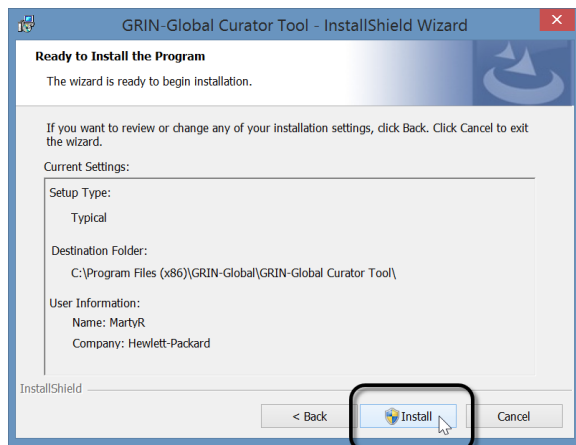 GRIN-Global Curator Tool - InstallShield Wizard
Ready to Install the Program
The wizard is ready to begin installation.
If you want to review or change any of your installation settings, click Back. Click Cancel to exit
the wizard.
Current Settings:
Setup Type:
Typical
Destination Folder:
C:\Program Files (x86)\GRIN-Global\GRIN-Global Curator Tool\
User Information:
Name: MartyR
Company: Hewlett-Packard
InstallShield
< Back
Install
Cancel